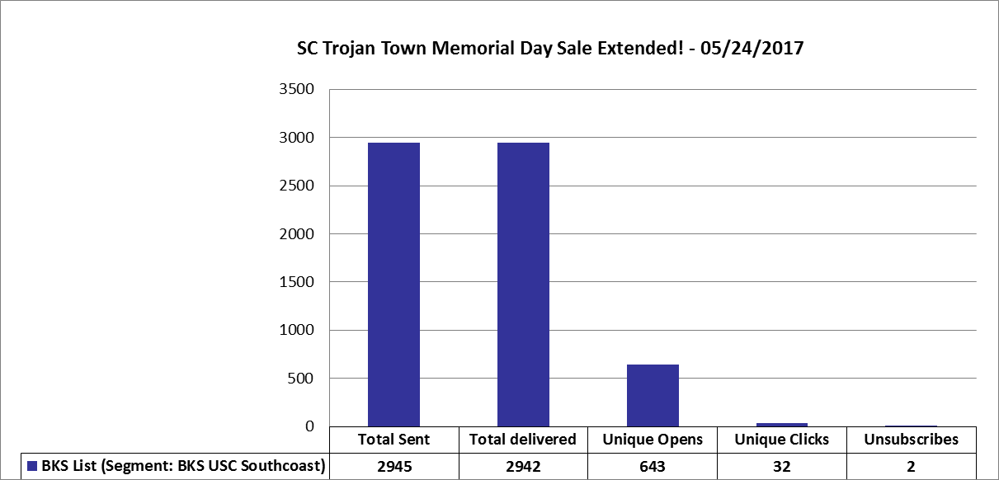 SC Trojan Town Memorial Day Sale Extended! - 05/24/2017
3500
3000
2500
2000
1500
1000
500
0
Total Sent Total delivered Unique Opens Unique Clicks Unsubscribes
BKS List (Segment: BKS USC Southcoast) 2945 2942 643 32 2